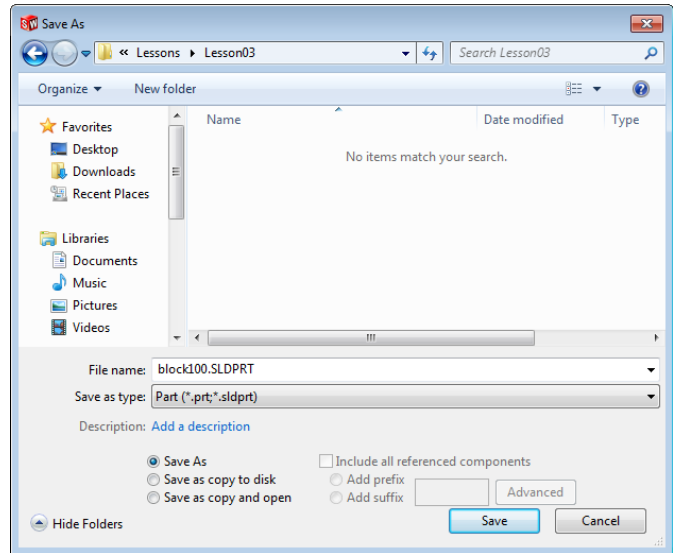 Save As
« Lessons ▸ Lesson03
Search Lesson03
Organize ▾ New folder
Name Date modified Type
No items match your search.
Favorites
Desktop
Downloads
Recent Places
Libraries
Documents
Music
Pictures
Videos
File name: block100.SLDPRT
Save as type: Part (*.prt;*.sldprt)
Description: Add a description
Save As
Save as copy to disk
Save as copy and open
Include all referenced components
Add prefix
Add suffix
Advanced
Hide Folders
Save Cancel